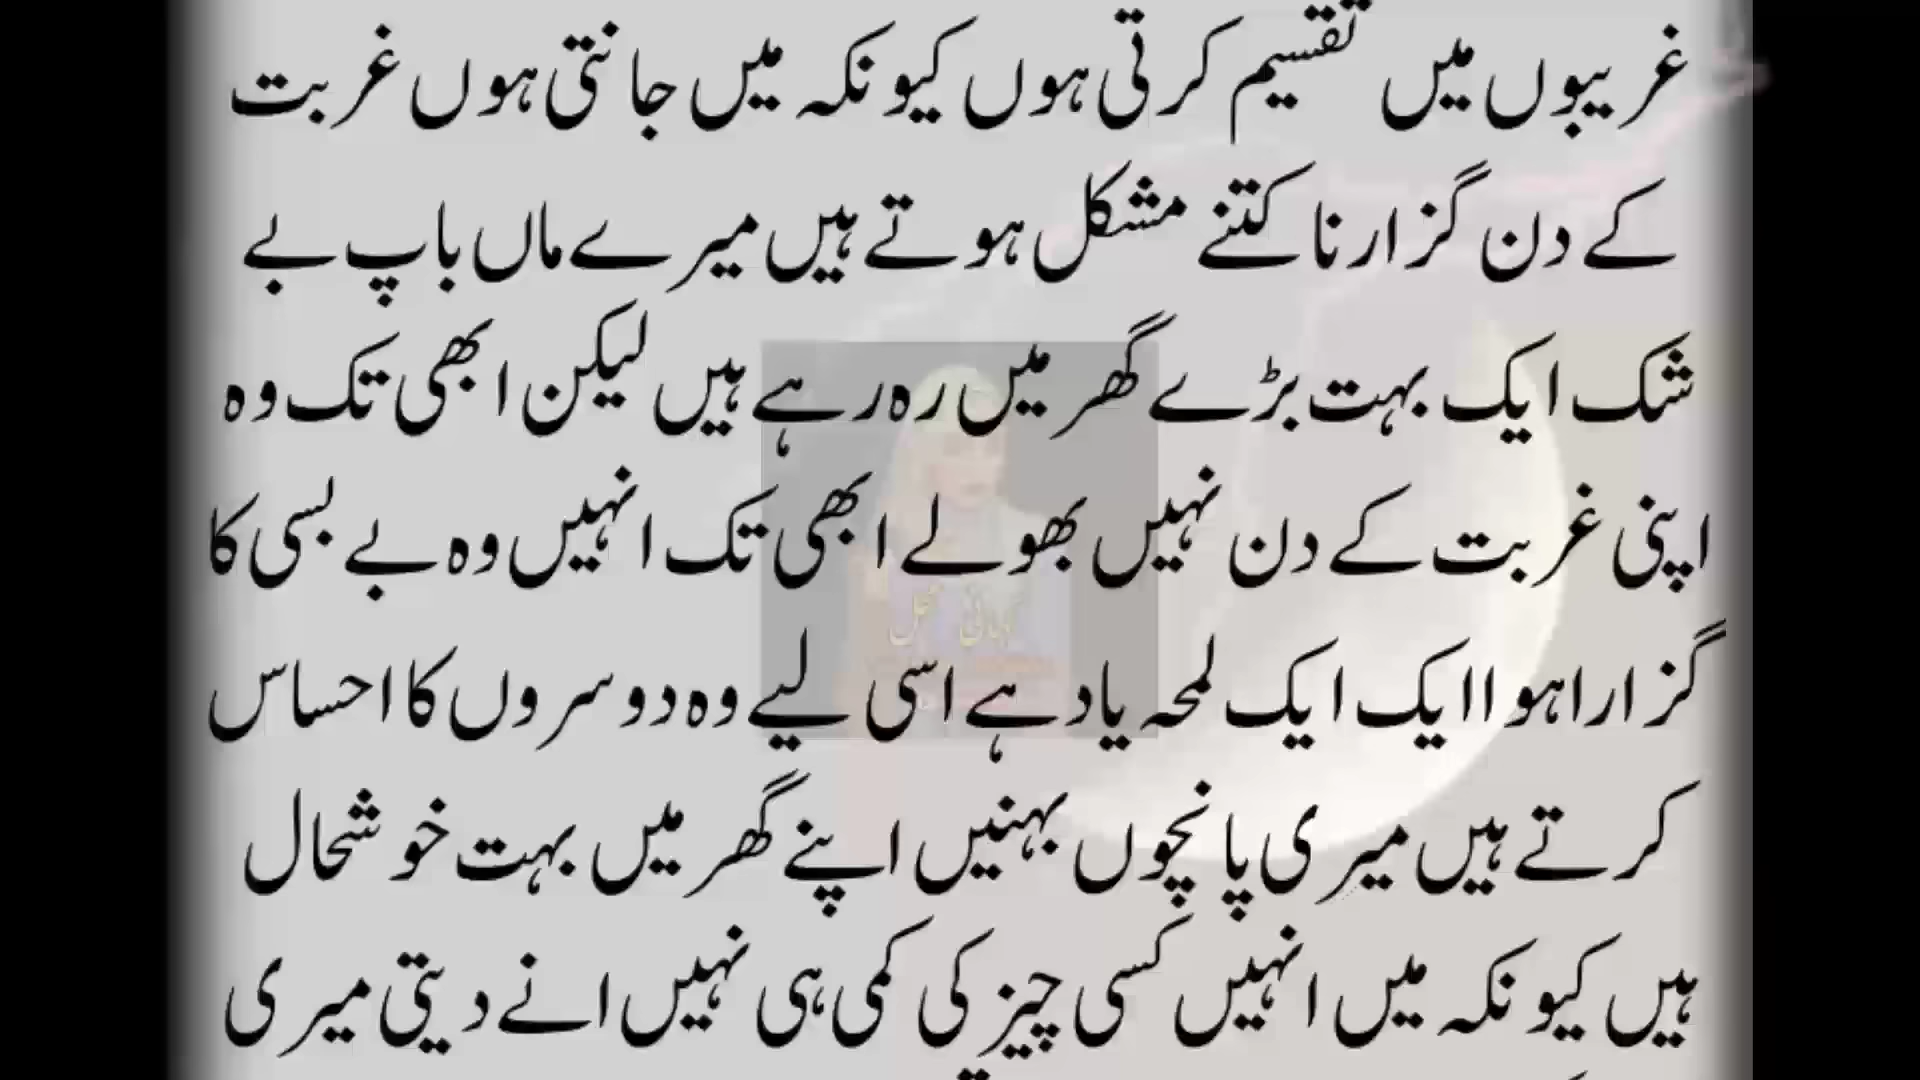 غریبوں میں تقسیم کرتی ہوں کیونکہ میں جانتی ہوں غربت
کے دن گزارنا کتنے مشکل ہوتے ہیں میرے ماں باپ بے
شک ایک بہت بڑے گھر میں رہ رہے ہیں لیکن ابھی تک وہ
اپنی غربت کے دن نہیں بھولے ابھی تک انہیں وہ بے بسی کا
گزارا ہوا ایک ایک لمحہ یاد ہے اسی لیے وہ دوسروں کا احساس
کرتے ہیں میری پانچوں بہنیں اپنے گھر میں بہت خوشحال
ہیں کیونکہ میں انہیں کسی چیز کی کمی ہی نہیں انے دیتی میری